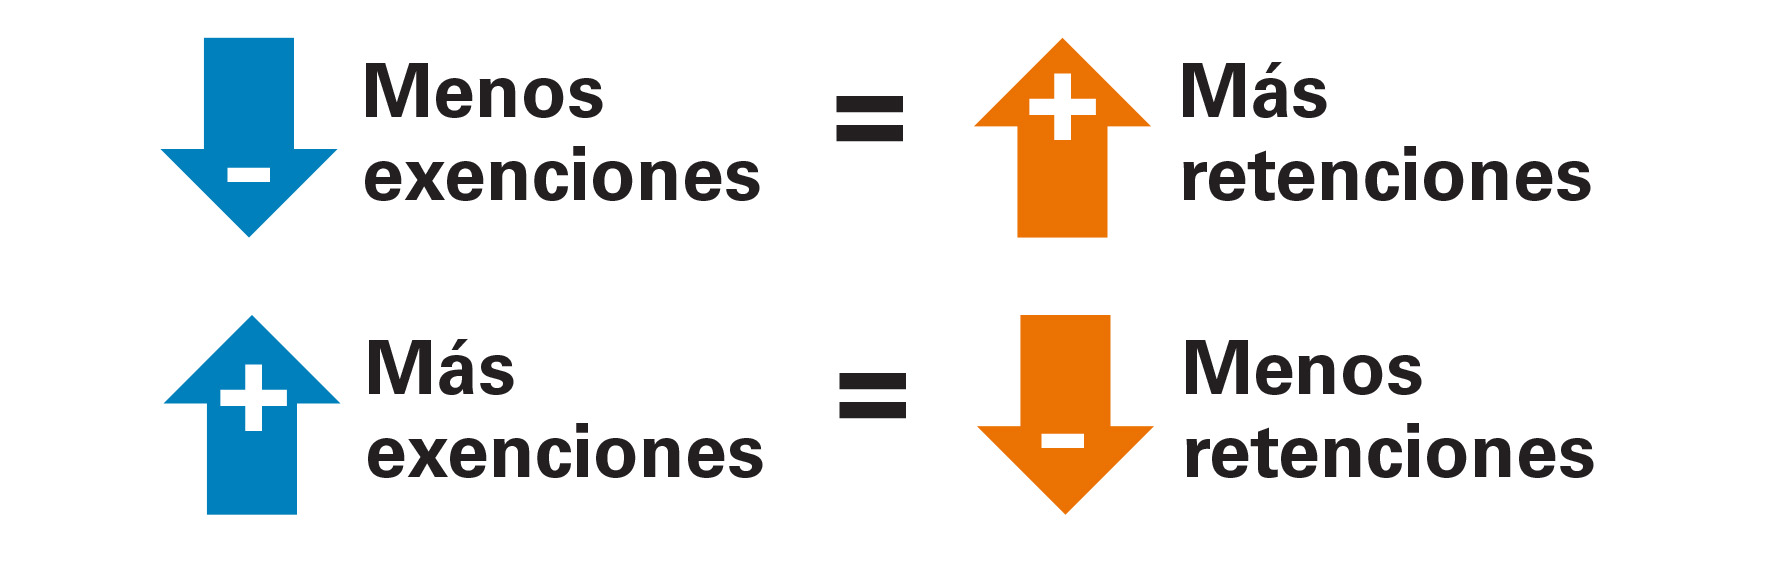 Menos
exenciones
=
Más
retenciones
Más
exenciones
=
Menos
retenciones